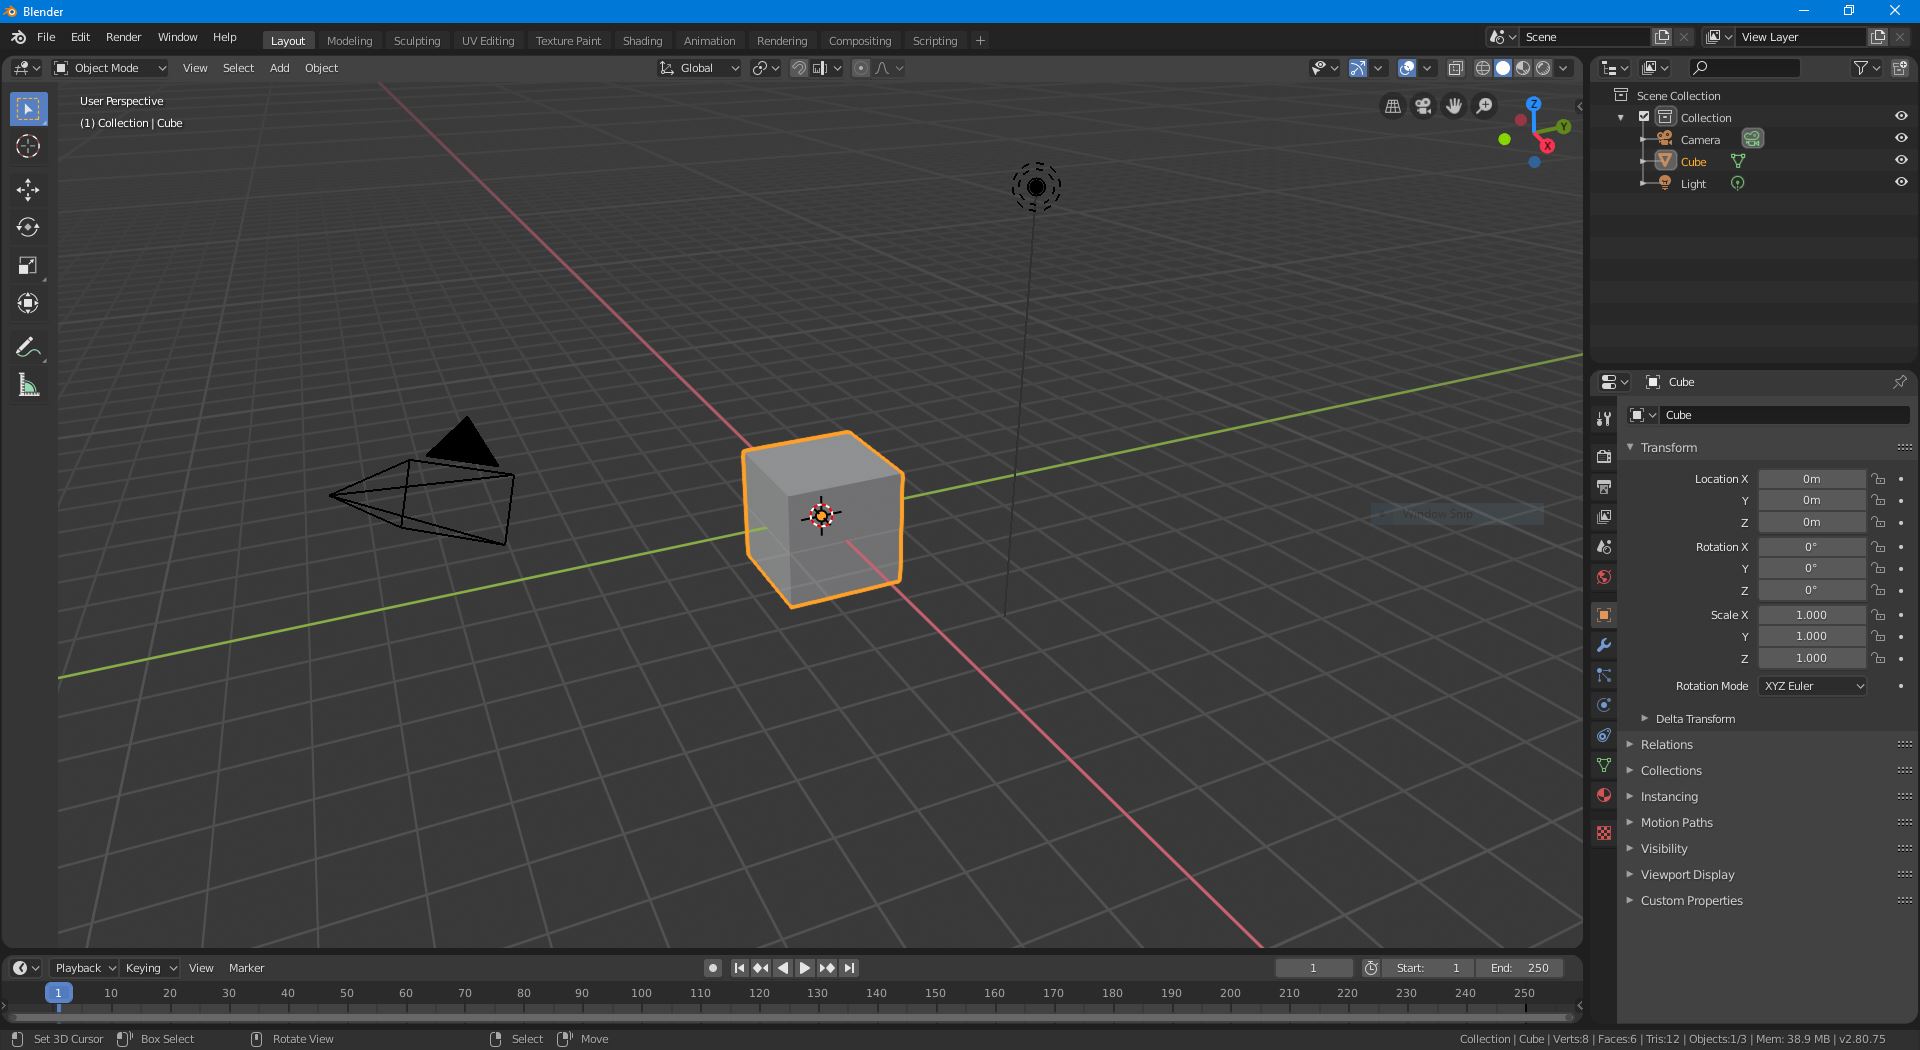 Blender
File Edit Render Window Help
Layout Modeling Sculpting UV Editing Texture Paint Shading Animation Rendering Compositing Scripting +
Scene View Layer
Object Mode View Select Add Object
Global
User Perspective
(1) Collection | Cube
Z
Y
X
Window Snip
Scene Collection
Collection
Camera
Cube
Light
Cube
Cube
Transform
Location X 0m
Y 0m
Z 0m
Rotation X 0°
Y 0°
Z 0°
Scale X 1.000
Y 1.000
Z 1.000
Rotation Mode XYZ Euler
Delta Transform
Relations
Collections
Instancing
Motion Paths
Visibility
Viewport Display
Custom Properties
Playback Keying View Marker
1 Start: 1 End: 250
1 10 20 30 40 50 60 70 80 90 100 110 120 130 140 150 160 170 180 190 200 210 220 230 240 250
Set 3D Cursor Box Select Rotate View Select Move
Collection | Cube | Verts:8 | Faces:6 | Tris:12 | Objects:1/3 | Mem: 38.9 MB | v2.80.75